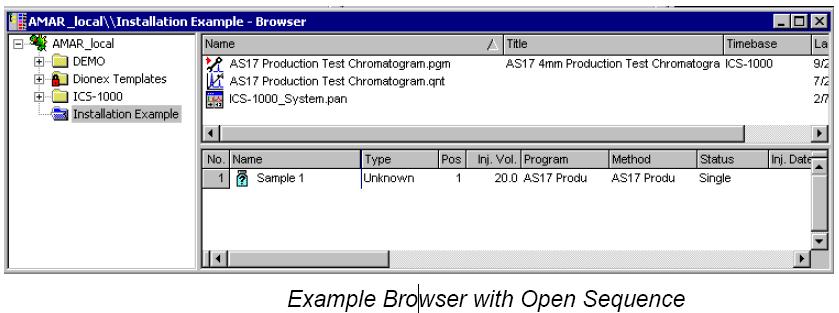 AMAR_local\\Installation Example - Browser
AMAR_local
DEMO
Dionex Templates
ICS-1000
Installation Example
Name / Title Timebase La
AS17 Production Test Chromatogram.pgm AS17 4mm Production Test Chromatogra ICS-1000 9/2
AS17 Production Test Chromatogram.qnt 7/2
ICS-1000_System.pan 2/7
No. Name Type Pos Inj. Vol. Program Method Status Inj. Date
1 Sample 1 Unknown 1 20.0 AS17 Produ AS17 Produ Single
Example Browser with Open Sequence